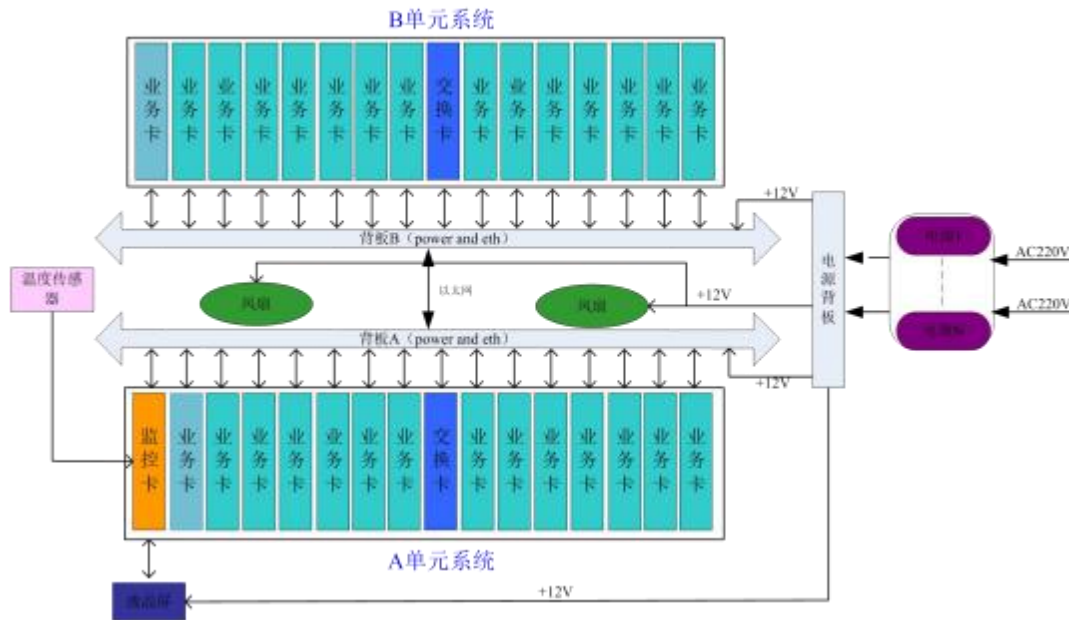 B单元系统
业务卡
业务卡
业务卡
业务卡
业务卡
业务卡
业务卡
业务卡
交换卡
业务卡
业务卡
业务卡
业务卡
业务卡
业务卡
业务卡
+12V
背板B（power and eth）
电源背板
AC220V
AC220V
温度传感
器
风扇
以太网
风扇
+12V
背板A（power and eth）
+12V
监控卡
业务卡
业务卡
业务卡
业务卡
业务卡
业务卡
业务卡
交换卡
业务卡
业务卡
业务卡
业务卡
业务卡
业务卡
业务卡
A单元系统
液晶屏
+12V